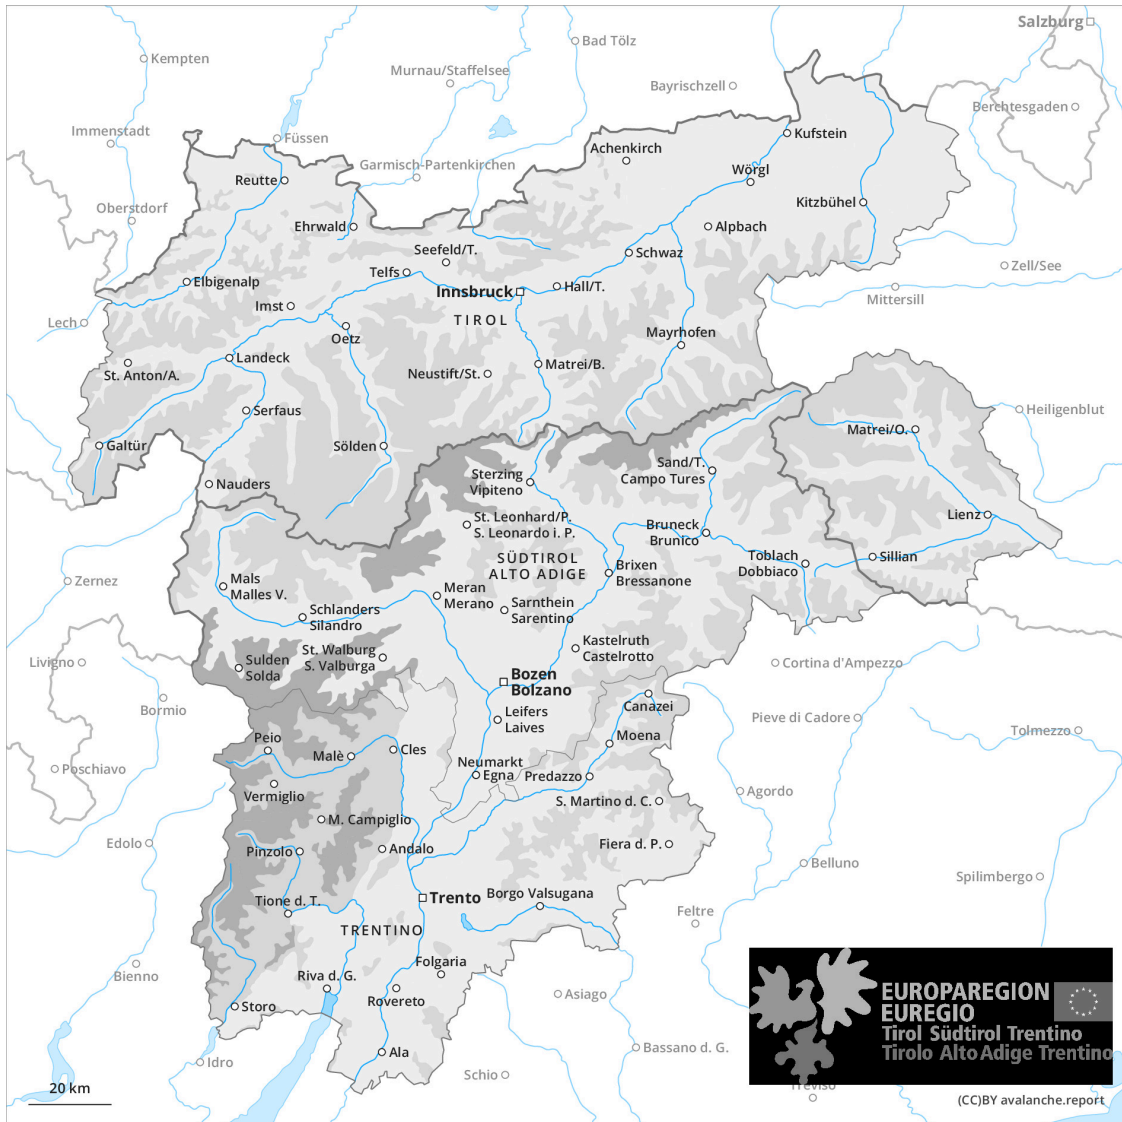 Salzburg
Bad Tölz
Kempten
Murnau/Staffelsee
Bayrischzell
Berchtesgaden
Immenstadt
Füssen
Kufstein
Achenkirch
Garmisch-Partenkirchen
Wörgl
Reutte
Kitzbühel
Oberstdorf
Ehrwald
Alpbach
Seefeld/T.
Schwaz
Telfs
Zell/See
Elbigenalp
Innsbruck
Hall/T.
Mittersill
Imst
TIROL
Lech
Oetz
Mayrhofen
Landeck
Matrei/B.
St. Anton/A.
Neustift/St.
Serfaus
Heiligenblut
Matrei/O.
Galtür
Sölden
Sand/T.
Campo Tures
Sterzing
Vipiteno
Nauders
St. Leonhard/P.
S. Leonardo i. P.
Lienz
Bruneck
Brunico
SÜDTIROL
ALTO ADIGE
Toblach
Dobbiaco
Sillian
Brixen
Bressanone
Zernez
Mals
Malles V.
Meran
Merano
Sarnthein
Sarentino
Schlanders
Silandro
Kastelruth
Castelrotto
St. Walburg
S. Valburga
Livigno
Sulden
Solda
Cortina d'Ampezzo
Bozen
Bolzano
Bormio
Canazei
Leifers
Laives
Pieve di Cadore
Tolmezzo
Peio
Moena
Malè
Cles
Neumarkt
Egna
Poschiavo
Predazzo
Vermiglio
Agordo
S. Martino d. C.
M. Campiglio
Edolo
Pinzolo
Andalo
Fiera d. P.
Belluno
Spilimbergo
Borgo Valsugana
Trento
Tione d. T.
Feltre
TRENTINO
Folgaria
Bienno
Riva d. G.
Rovereto
Asiago
Storo
EUROPAREGION
EUREGIO
Tirol Südtirol Trentino
Tirolo Alto Adige Trentino
Ala
Bassano d. G.
Idro
Schio
Treviso
20 km
(CC)BY avalanche.report